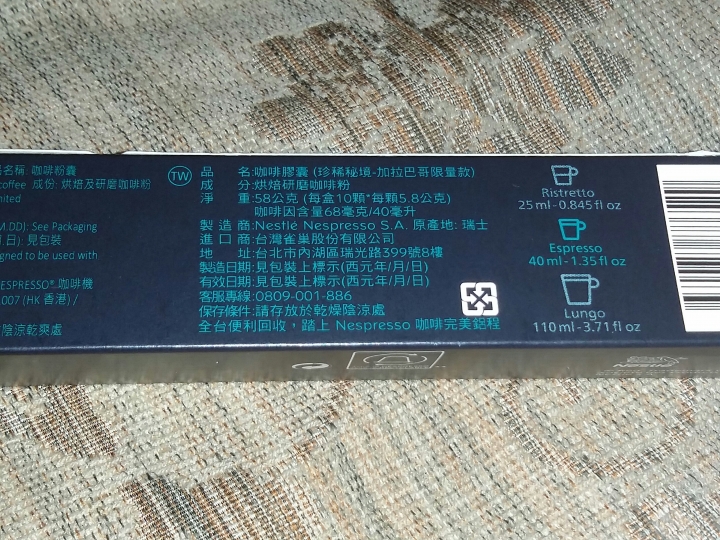 名稱: 咖啡粉囊
coffee 成份: 烘焙及研磨咖啡粉
M.DD): See Packaging
日): 見包裝
gned to be used with
ESPRESSO®. 咖啡機
007 (HK 香港) /
陰涼乾爽處
TW
品 名:咖啡膠囊 (珍稀秘境-加拉巴哥限量款)
成 分:烘焙研磨咖啡粉
淨 重:58公克 (每盒10顆*每顆5.8公克)
咖啡因含量68毫克/40毫升
製 造 商:Nestlé Nespresso S.A. 原產地: 瑞士
進 口 商:台灣雀巢股份有限公司
地 址:台北市內湖區瑞光路399號8樓
製造日期:見包裝上標示(西元年/月/日)
有效日期:見包裝上標示(西元年/月/日)
客服專線:0809-001-886
保存條件:請存放於乾燥陰涼處
全台便利回收，踏上 Nespresso 咖啡完美鋁程
Ristretto
25 ml - 0.845 fl oz
Espresso
40 ml - 1.35 fl oz
Lungo
110 ml - 3.71 fl oz
Nestlé